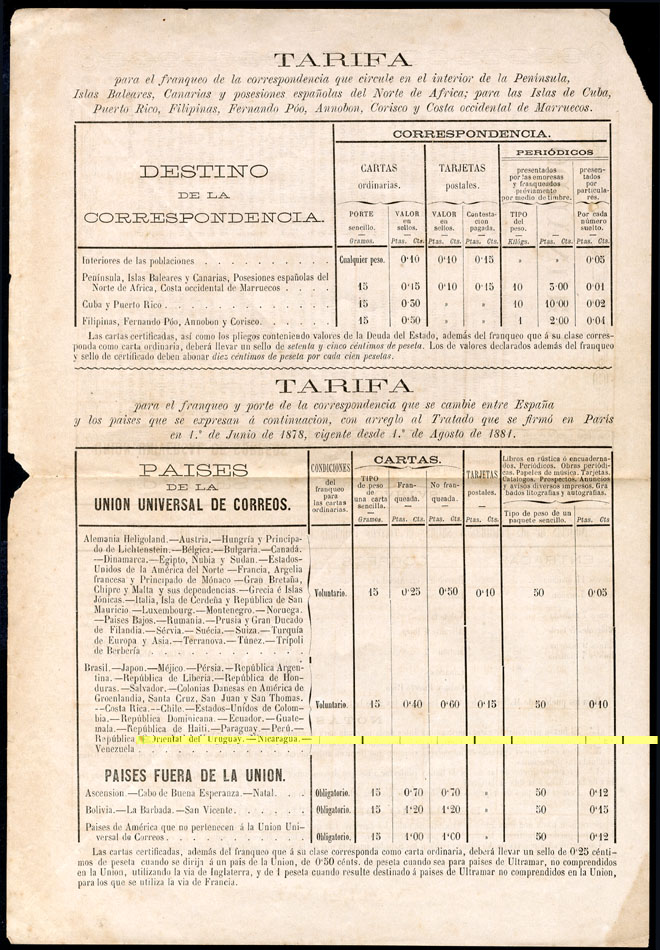 TARIFA
para el franqueo de la correspondencia que circule en el interior de la Península,
Islas Baleares, Canarias y posesiones españolas del Norte de Africa; para las Islas de Cuba,
Puerto Rico, Filipinas, Fernando Póo, Annobon, Corisco y Costa occidental de Marruecos.
DESTINO
DE LA
CORRESPONDENCIA.
CORRESPONDENCIA.
CARTAS
ordinarias.
TARJETAS
postales.
PERIÓDICOS
presentados
por las empresas
y franqueados
préviamente
por medio de timbre.
presen-
tados
por
particula-
res.
PORTE
sencillo.
Gramos.
VALOR
en
sellos.
Ptas. Cts.
VALOR
en
sellos.
Ptas. Cts.
Contesta-
cion
pagada.
Ptas. Cts.
TIPO
del
peso.
Kilógs.
Ptas. Cts.
Por cada
número
suelto.
Ptas. Cts.
Interiores de las poblaciones Cualquier peso. 0·10 0·10 0·15 » » 0·05
Península, Islas Baleares y Canarias, Posesiones españolas del
Norte de Africa, Costa occidental de Marruecos 15 0·15 0·10 0·15 10 3·00 0·01
Cuba y Puerto Rico 15 0·30 » » 10 10·00 0·02
Filipinas, Fernando Póo, Annobon y Corisco. 15 0·50 » » 1 2·00 0·04
Las cartas certificadas, así como los pliegos conteniendo valores de la Deuda del Estado, además del franqueo que á su clase corres-
ponda como carta ordinaria, deberá llevar un sello de setenta y cinco céntimos de peseta. Los de valores declarados además del franqueo
y sello de certificado deben abonar diez céntimos de peseta por cada cien pesetas.
TARIFA
para el franqueo y porte de la correspondencia que se cambie entre España
y los paises que se expresan á continuacion, con arreglo al Tratado que se firmó en París
en 1.º de Junio de 1878, vigente desde 1.º de Agosto de 1881.
PAISES
DE LA
UNION UNIVERSAL DE CORREOS.
CONDICIONES
del
franqueo
para
las cartas
ordinarias.
CARTAS.
TIPO
de peso
de
una carta
sencilla.
Gramos.
Fran-
queada.
Ptas. Cts.
No fran-
queada.
Ptas. Cts.
TARJETAS
postales.
Ptas. Cts.
Libros en rústica ó encuaderna-
dos. Periódicos. Obras periódi-
cas. Papeles de música. Tarjetas.
Catálogos. Prospectos. Anuncios
y avisos diversos impresos. Gra
bados litografías y autografías.
Tipo de peso de un
paquete sencillo.
Ptas Cts
Alemania Heligoland.—Austria.—Hungría y Principa-
do de Lichtenstein.—Bélgica.—Bulgaria.—Canadá.
—Dinamarca.—Egipto, Nubia y Sudan.—Estados-
Unidos de la América del Norte —Francia, Argelia
francesa y Principado de Mónaco —Gran Bretaña,
Chipre y Malta y sus dependencias.—Grecia é Islas
Jónicas.—Italia, Isla de Cerdeña y República de San
Mauricio —Luxembourg.—Montenegro.—Noruega.
—Paises Bajos.—Rumania.—Prusia y Gran Ducado
de Filandia.—Sérvia.—Suécia.—Suiza.—Turquía
de Europa y Asia.—Terranova.—Túnez.—Trípoli
de Berbería
Voluntario. 15 0·25 0·50 0·10 50 0·05
Brasil.—Japon.—Méjico.—Pérsia.—República Argen-
tina.—República de Liberia.—República de Hon-
duras.—Salvador.—Colonias Danesas en América de
Groenlandia, Santa Cruz, San Juan y San Thomas.
—Costa Rica.—Chile.—Estados-Unidos de Colom-
bia.—República Dominicana.—Ecuador.—Guate-
mala.—República de Haiti.—Paraguay.—Perú.—
República Oriental del Uruguay.—Nicaragua.—
Venezuela
Voluntario. 15 0·40 0·60 0·15 50 0·10
PAISES FUERA DE LA UNION.
Ascension.—Cabo de Buena Esperanza.—Natal. Obligatorio. 15 0·70 0·70 » 50 0·12
Bolivia.—La Barbada.—San Vicente. Obligatorio. 15 1·20 1·20 » 50 0·15
Paises de América que no pertenecen á la Union Uni-
versal de Correos Obligatorio. 15 1·00 1·00 » 50 0·12
Las cartas certificadas, además del franqueo que á su clase corresponda como carta ordinaria, deberá llevar un sello de 0'25 cénti-
mos de peseta cuando se dirija á un pais de la Union, de 0'50 cénts. de peseta cuando sea para paises de Ultramar, no comprendidos
en la Union, utilizando la via de Inglaterra, y de 1 peseta cuando resulte destinado á paises de Ultramar no comprendidos en la Union,
para los que se utiliza la via de Francia.